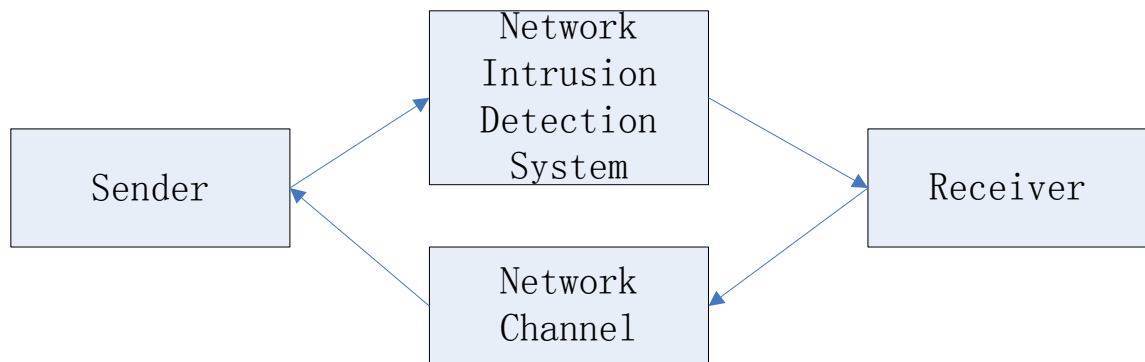 Network
Intrusion
Detection
System
Sender
Receiver
Network
Channel